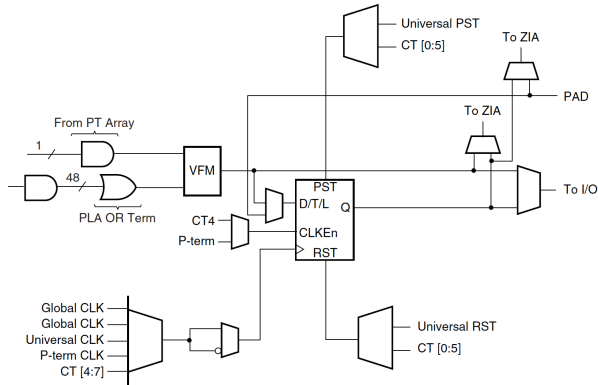 Universal PST
CT [0:5]
To ZIA
PAD
To ZIA
From PT Array
1
48
VFM
PLA OR Term
To I/O
PST
D/T/L
Q
CLKEn
RST
CT4
P-term
Global CLK
Global CLK
Universal CLK
P-term CLK
CT [4:7]
Universal RST
CT [0:5]